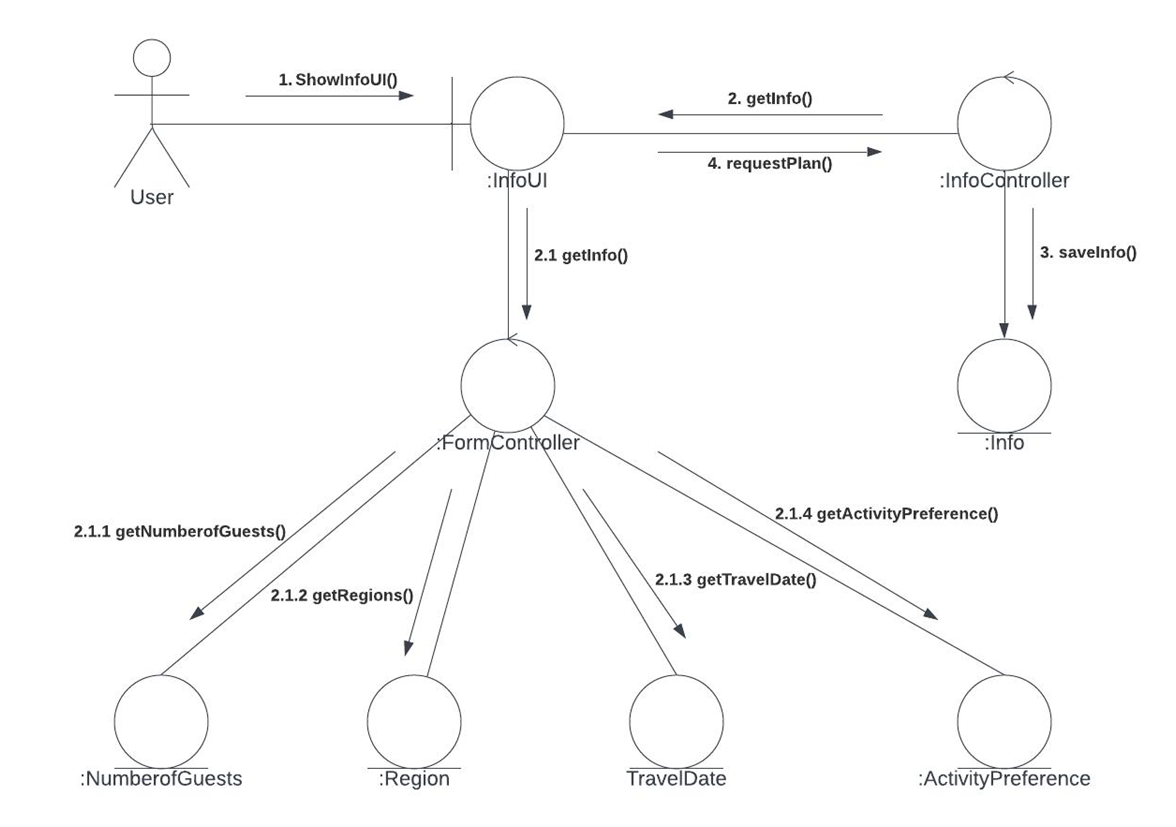 1. ShowInfoUI()
2. getInfo()
4. requestPlan()
User
:InfoUI
:InfoController
2.1 getInfo()
3. saveInfo()
:FormController
:Info
2.1.1 getNumberofGuests()
2.1.2 getRegions()
2.1.3 getTravelDate()
2.1.4 getActivityPreference()
:NumberofGuests
:Region
TravelDate
:ActivityPreference